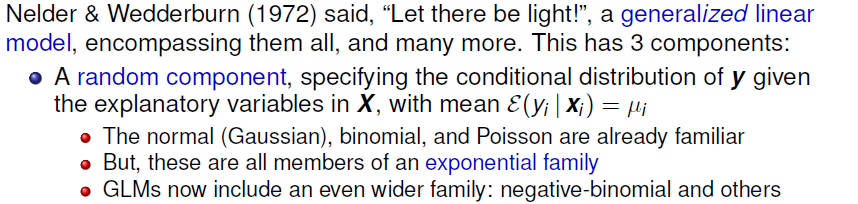 Nelder & Wedderburn (1972) said, “Let there be light!”, a generalized linear
model, encompassing them all, and many more. This has 3 components:
A random component, specifying the conditional distribution of y given
the explanatory variables in X, with mean ℰ(yᵢ | xᵢ) = μᵢ
The normal (Gaussian), binomial, and Poisson are already familiar
But, these are all members of an exponential family
GLMs now include an even wider family: negative-binomial and others